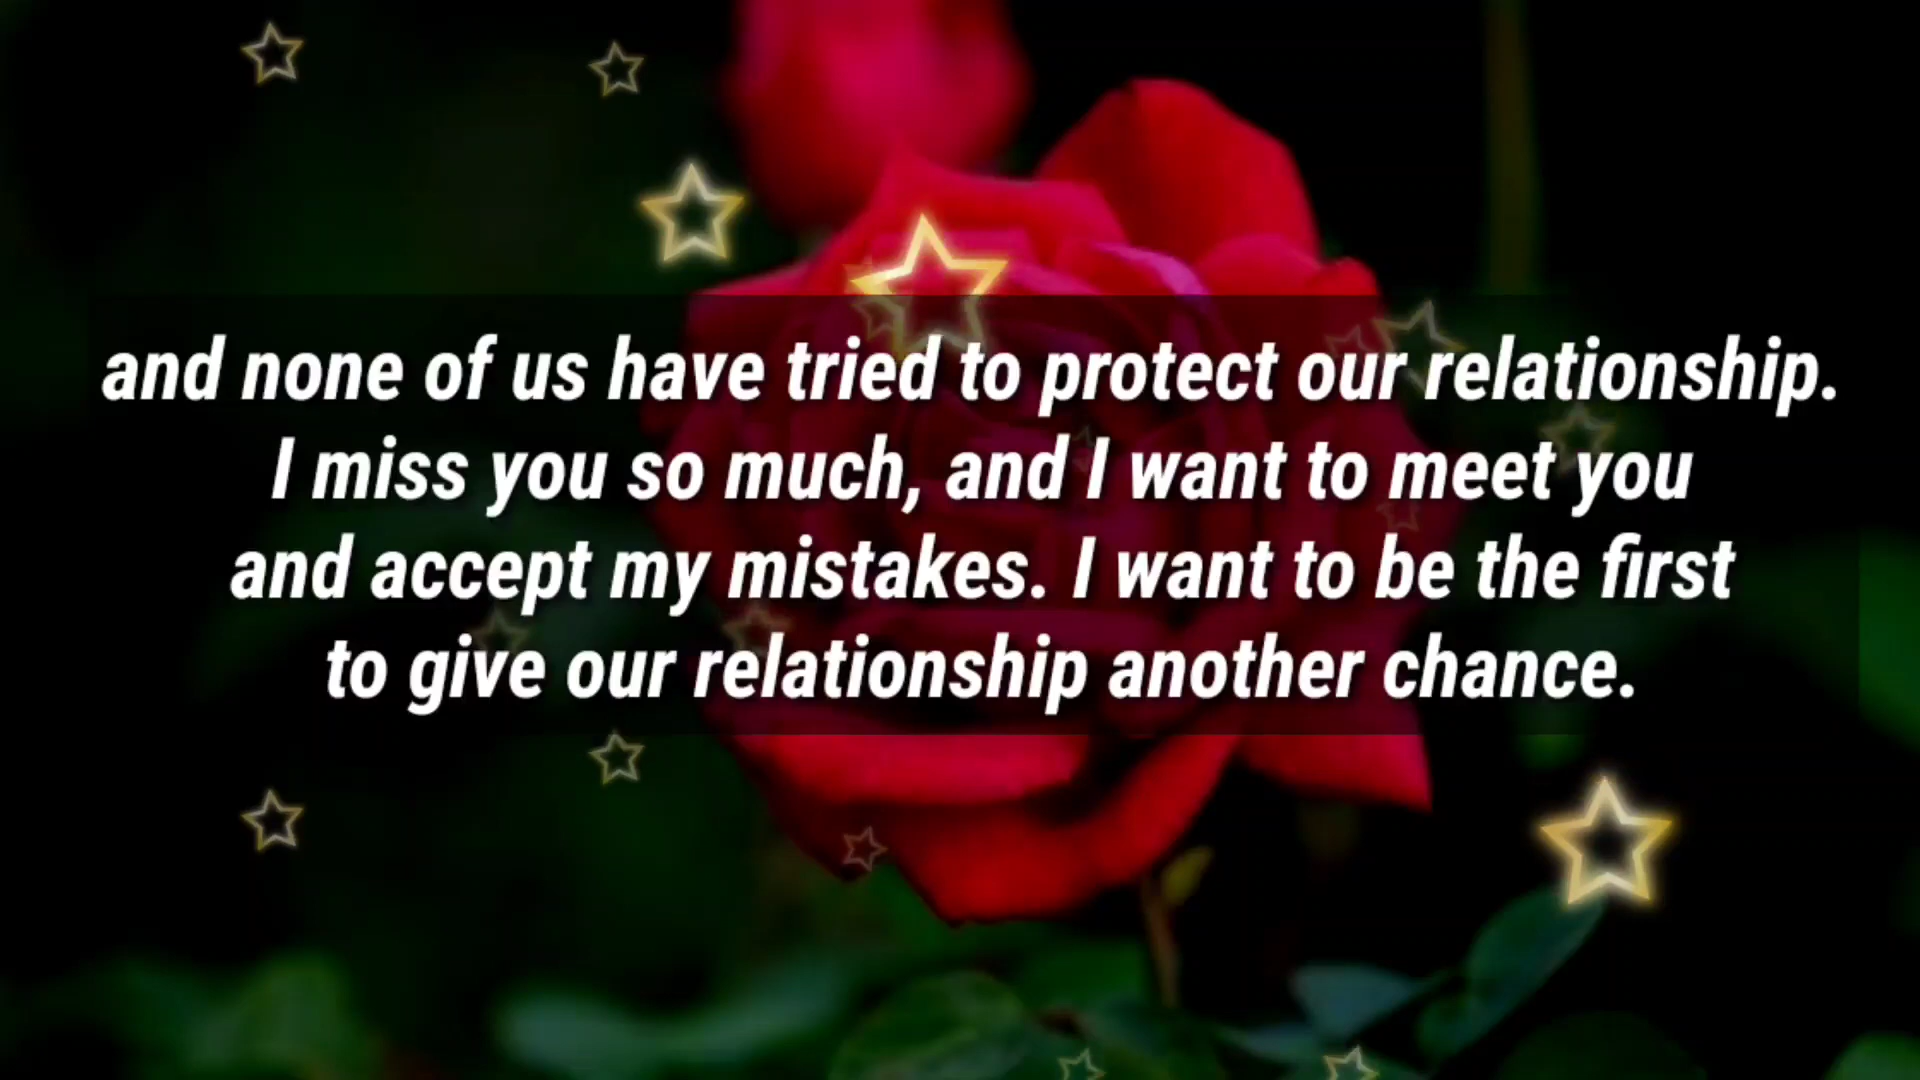 and none of us have tried to protect our relationship.
I miss you so much, and I want to meet you
and accept my mistakes. I want to be the first
to give our relationship another chance.